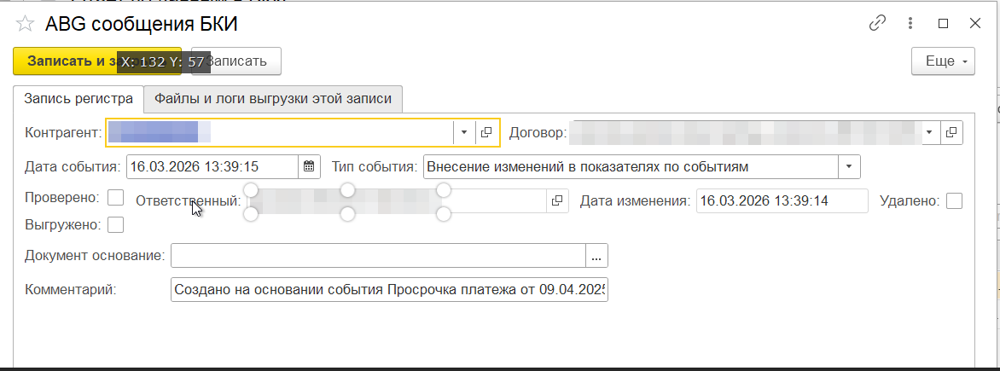 ABG сообщения БКИ
Записать и за
X: 132 Y: 57
Записать
Еще
Запись регистра
Файлы и логи выгрузки этой записи
Контрагент:
Договор:
Дата события: 16.03.2026 13:39:15 Тип события: Внесение изменений в показателях по событиям
Проверено: Ответственный: Дата изменения: 16.03.2026 13:39:14 Удалено:
Выгружено:
Документ основание: ...
Комментарий: Создано на основании события Просрочка платежа от 09.04.2025